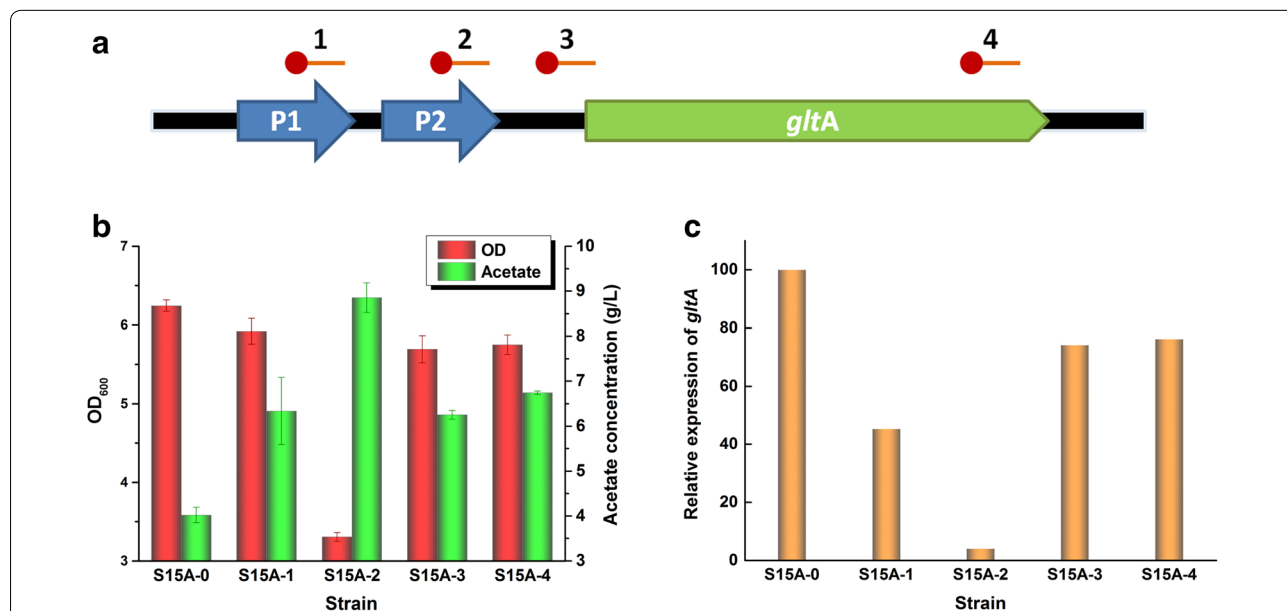 a
1 2 3 4
P1 P2 gltA
b
7
6
5
4
3
OD600
10
9
8
7
6
5
4
3
Acetate concentration (g/L)
OD
Acetate
S15A-0 S15A-1 S15A-2 S15A-3 S15A-4
Strain
c
100
80
60
40
20
0
Relative expression of gltA
S15A-0 S15A-1 S15A-2 S15A-3 S15A-4
Strain